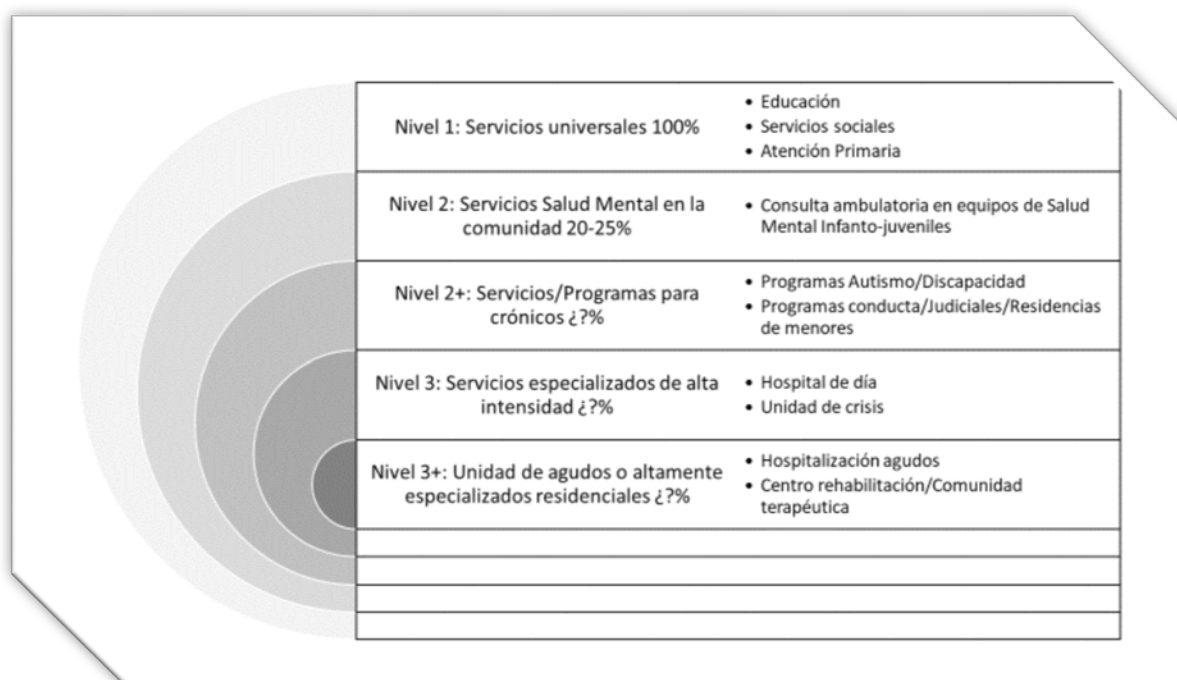 Nivel 1: Servicios universales 100%
• Educación
• Servicios sociales
• Atención Primaria
Nivel 2: Servicios Salud Mental en la
comunidad 20-25%
• Consulta ambulatoria en equipos de Salud
Mental Infanto-juveniles
Nivel 2+: Servicios/Programas para
crónicos ¿?%
• Programas Autismo/Discapacidad
• Programas conducta/Judiciales/Residencias
de menores
Nivel 3: Servicios especializados de alta
intensidad ¿?%
• Hospital de día
• Unidad de crisis
Nivel 3+: Unidad de agudos o altamente
especializados residenciales ¿?%
• Hospitalización agudos
• Centro rehabilitación/Comunidad
terapéutica